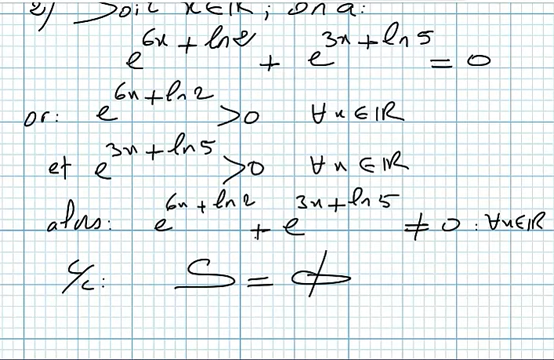 2) Soit x∈ℝ; on a:
e^{6x+ln2} + e^{3x+ln5} = 0
or: e^{6x+ln2} >0 ∀x∈ℝ
et e^{3x+ln5} >0 ∀x∈ℝ
alors: e^{6x+ln2} + e^{3x+ln5} ≠ 0 : ∀x∈ℝ
C/c: S = ∅